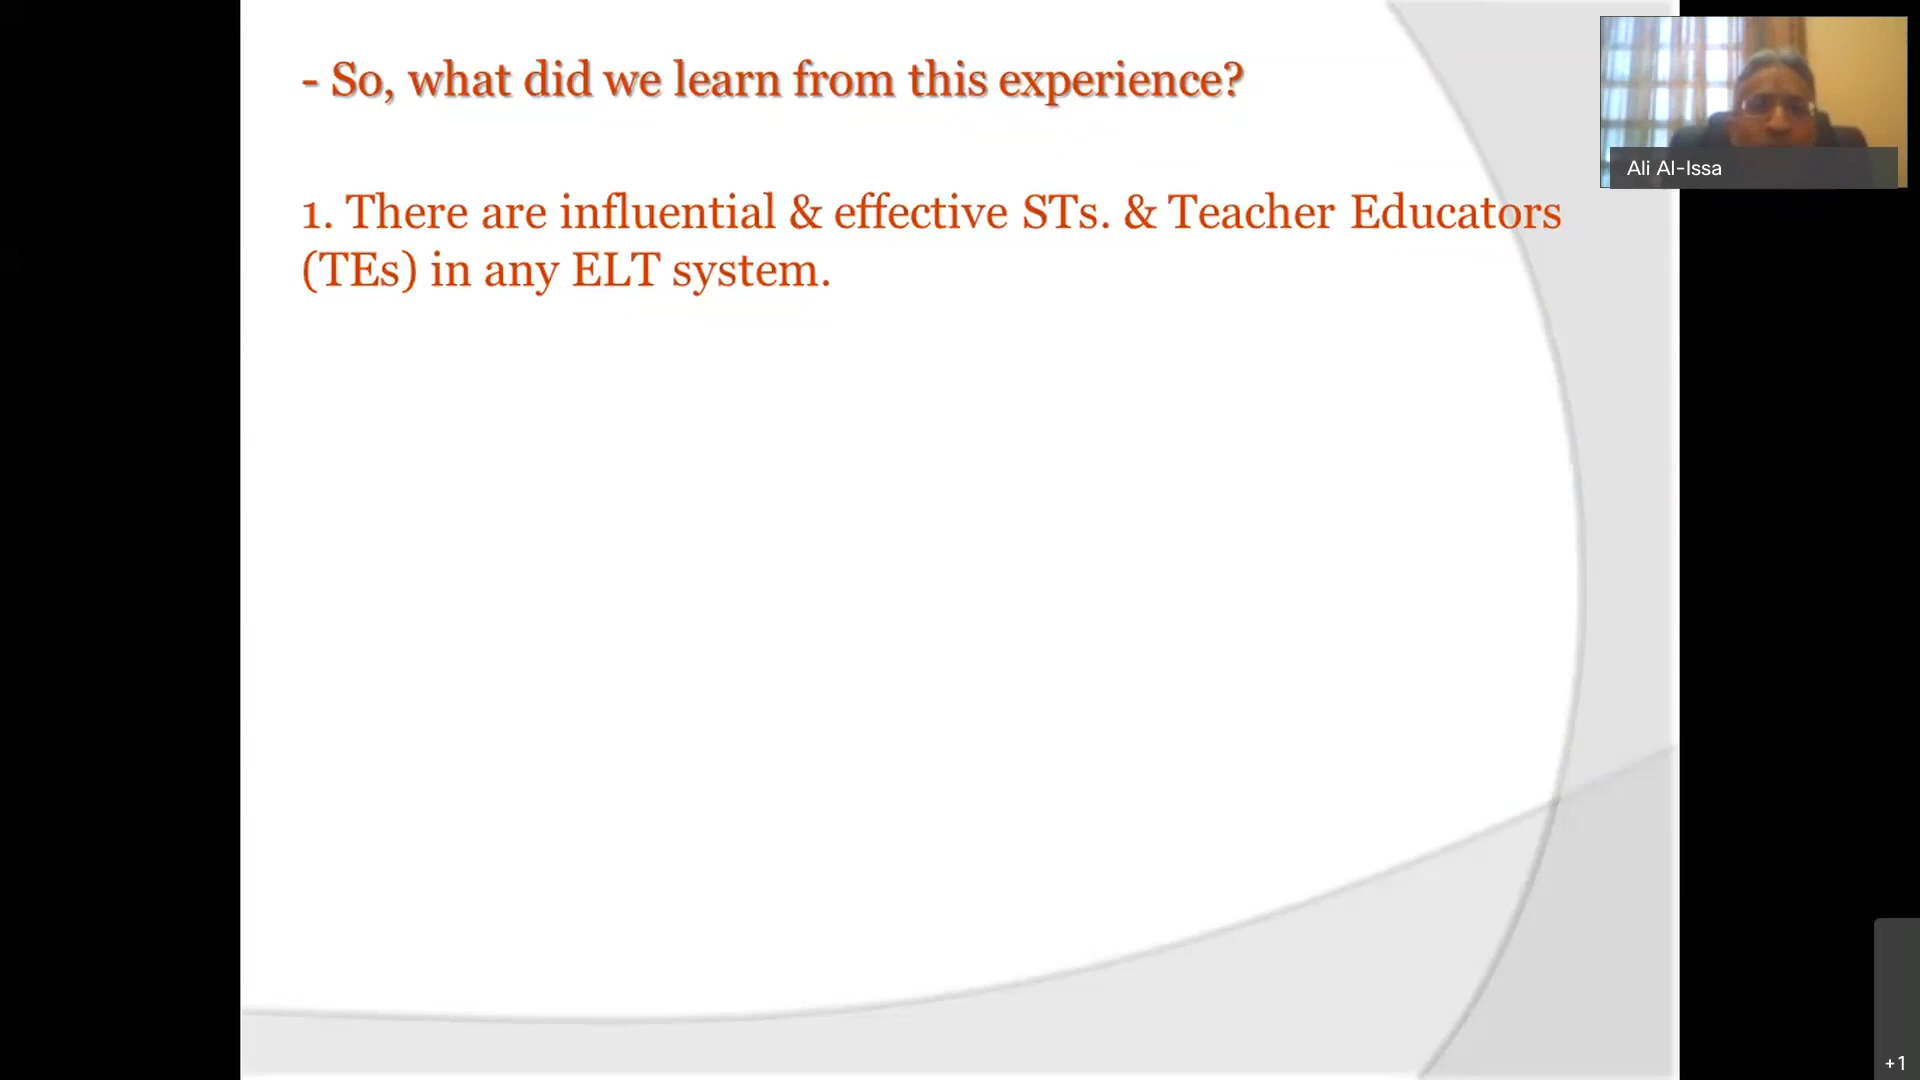 - So, what did we learn from this experience?
1. There are influential & effective STs. & Teacher Educators
(TEs) in any ELT system.
Ali Al-Issa
+1